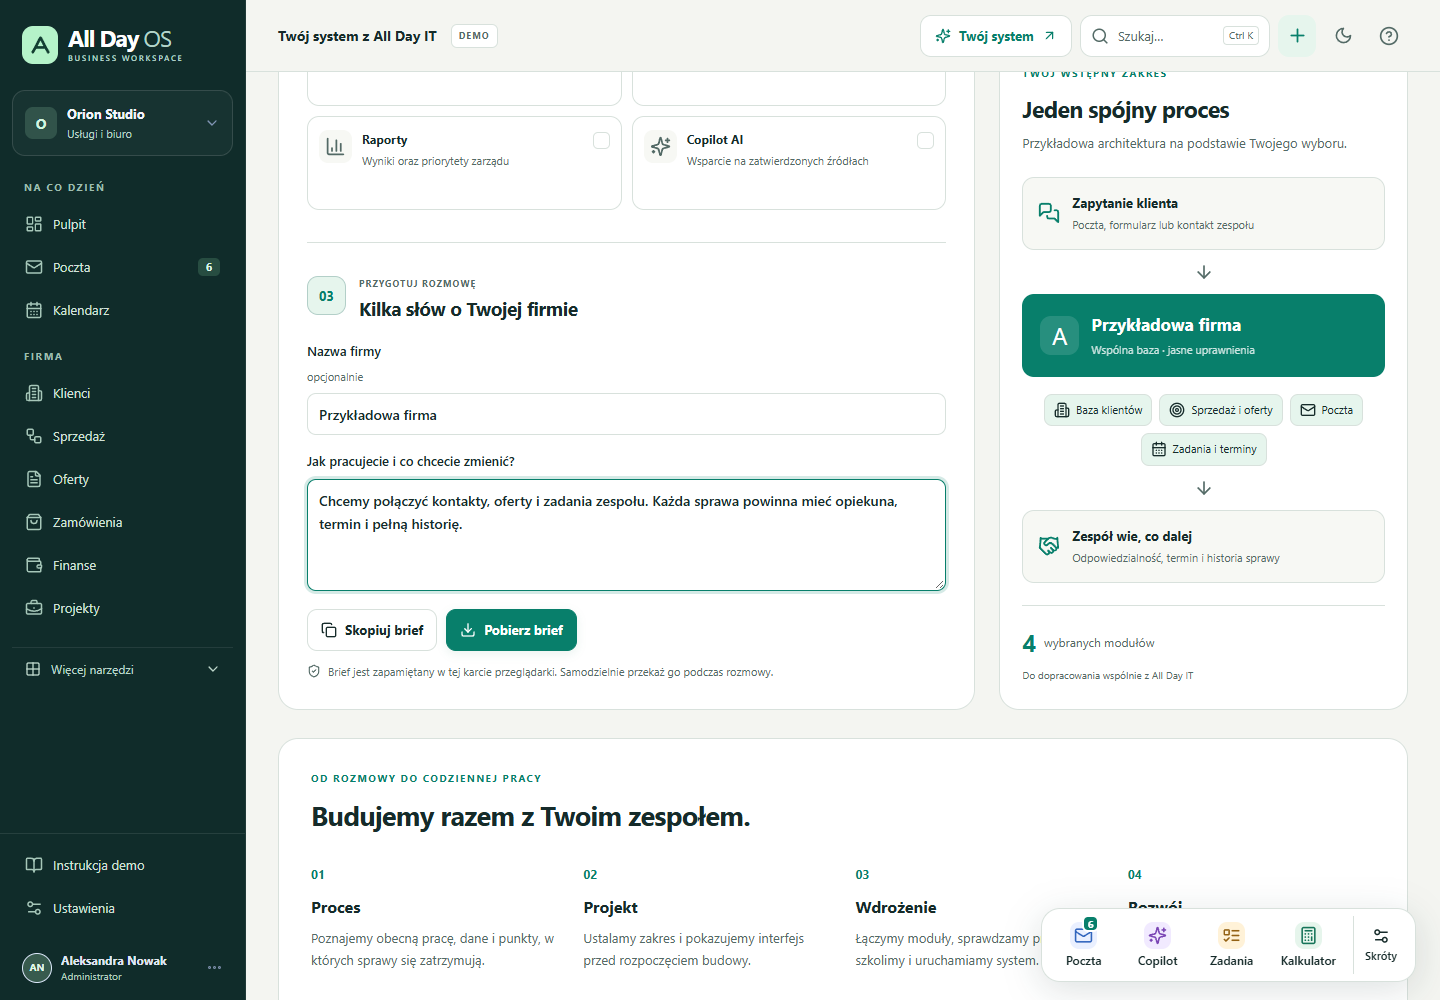 All Day OS
BUSINESS WORKSPACE
O
Orion Studio
Usługi i biuro
NA CO DZIEŃ
Pulpit
Poczta
6
Kalendarz
FIRMA
Klienci
Sprzedaż
Oferty
Zamówienia
Finanse
Projekty
Więcej narzędzi
Instrukcja demo
Ustawienia
AN
Aleksandra Nowak
Administrator
Twój system z All Day IT
DEMO
Twój system
Szukaj...
Ctrl K
Raporty
Wyniki oraz priorytety zarządu
Copilot AI
Wsparcie na zatwierdzonych źródłach
03
PRZYGOTUJ ROZMOWĘ
Kilka słów o Twojej firmie
Nazwa firmy
opcjonalnie
Przykładowa firma
Jak pracujecie i co chcecie zmienić?
Chcemy połączyć kontakty, oferty i zadania zespołu. Każda sprawa powinna mieć opiekuna,
termin i pełną historię.
Skopiuj brief
Pobierz brief
Brief jest zapamiętany w tej karcie przeglądarki. Samodzielnie przekaż go podczas rozmowy.
TWÓJ WSTĘPNY ZAKRES
Jeden spójny proces
Przykładowa architektura na podstawie Twojego wyboru.
Zapytanie klienta
Poczta, formularz lub kontakt zespołu
A
Przykładowa firma
Wspólna baza · jasne uprawnienia
Baza klientów
Sprzedaż i oferty
Poczta
Zadania i terminy
Zespół wie, co dalej
Odpowiedzialność, termin i historia sprawy
4 wybranych modułów
Do dopracowania wspólnie z All Day IT
OD ROZMOWY DO CODZIENNEJ PRACY
Budujemy razem z Twoim zespołem.
01
Proces
Poznajemy obecną pracę, dane i punkty, w
których sprawy się zatrzymują.
02
Projekt
Ustalamy zakres i pokazujemy interfejs
przed rozpoczęciem budowy.
03
Wdrożenie
Łączymy moduły, sprawdzamy p
szkolimy i uruchamiamy system.
04
Rozwój
6
Poczta
Copilot
Zadania
Kalkulator
Skróty